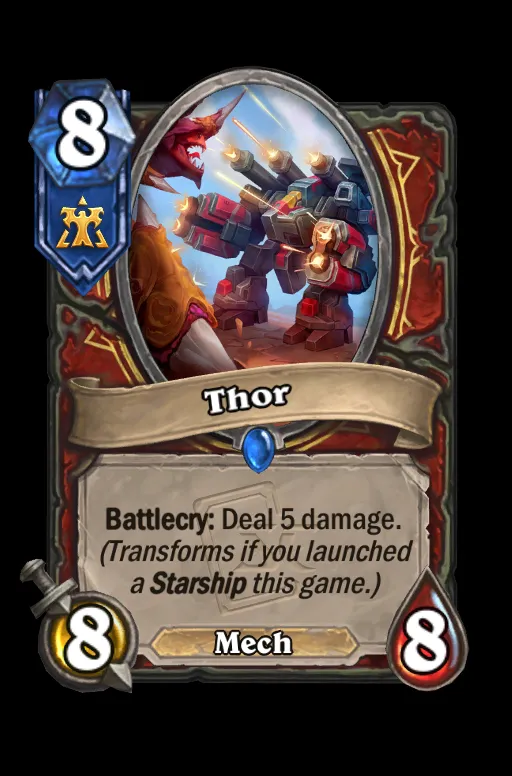 8
Thor
Battlecry: Deal 5 damage.
(Transforms if you launched
a Starship this game.)
8
Mech
8